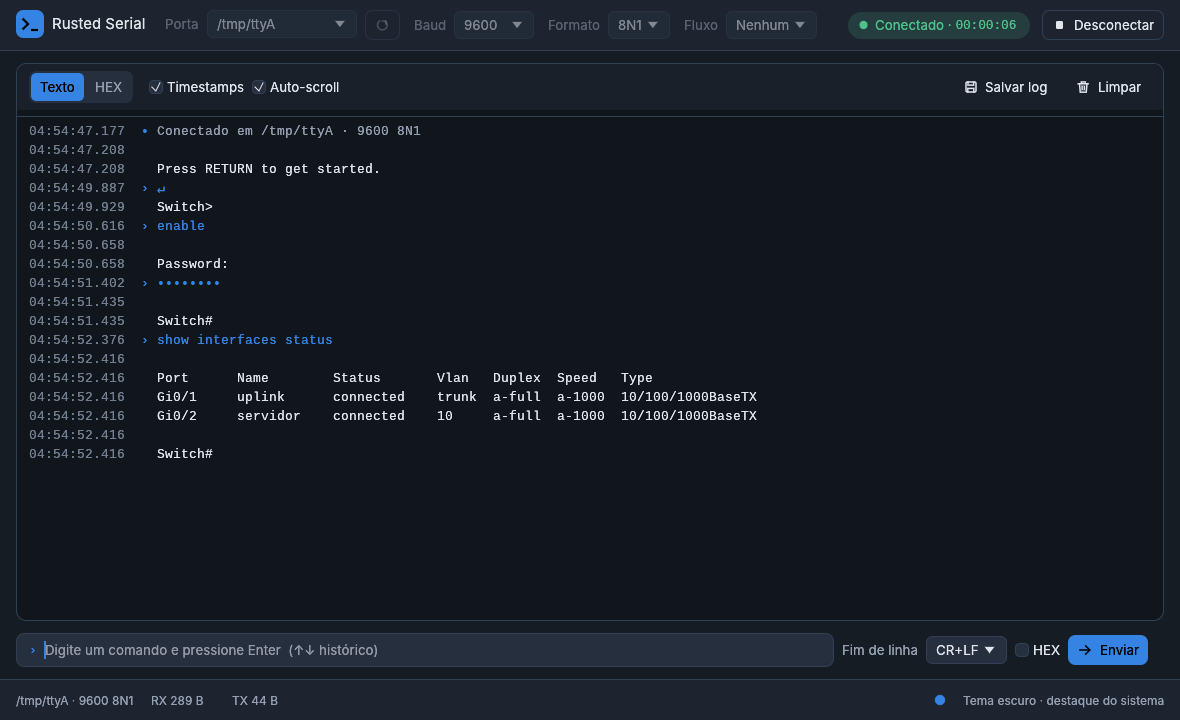 Rusted Serial Porta /tmp/ttyA Baud 9600 Formato 8N1 Fluxo Nenhum Conectado · 00:00:06 Desconectar
Texto HEX Timestamps Auto-scroll Salvar log Limpar
04:54:47.177 • Conectado em /tmp/ttyA · 9600 8N1
04:54:47.208
04:54:47.208 Press RETURN to get started.
04:54:49.887 › ↵
04:54:49.929 Switch>
04:54:50.616 › enable
04:54:50.658
04:54:50.658 Password:
04:54:51.402 › ••••••••
04:54:51.435
04:54:51.435 Switch#
04:54:52.376 › show interfaces status
04:54:52.416
04:54:52.416 Port Name Status Vlan Duplex Speed Type
04:54:52.416 Gi0/1 uplink connected trunk a-full a-1000 10/100/1000BaseTX
04:54:52.416 Gi0/2 servidor connected 10 a-full a-1000 10/100/1000BaseTX
04:54:52.416
04:54:52.416 Switch#
› Digite um comando e pressione Enter (↑↓ histórico) Fim de linha CR+LF HEX → Enviar
/tmp/ttyA · 9600 8N1 RX 289 B TX 44 B Tema escuro · destaque do sistema